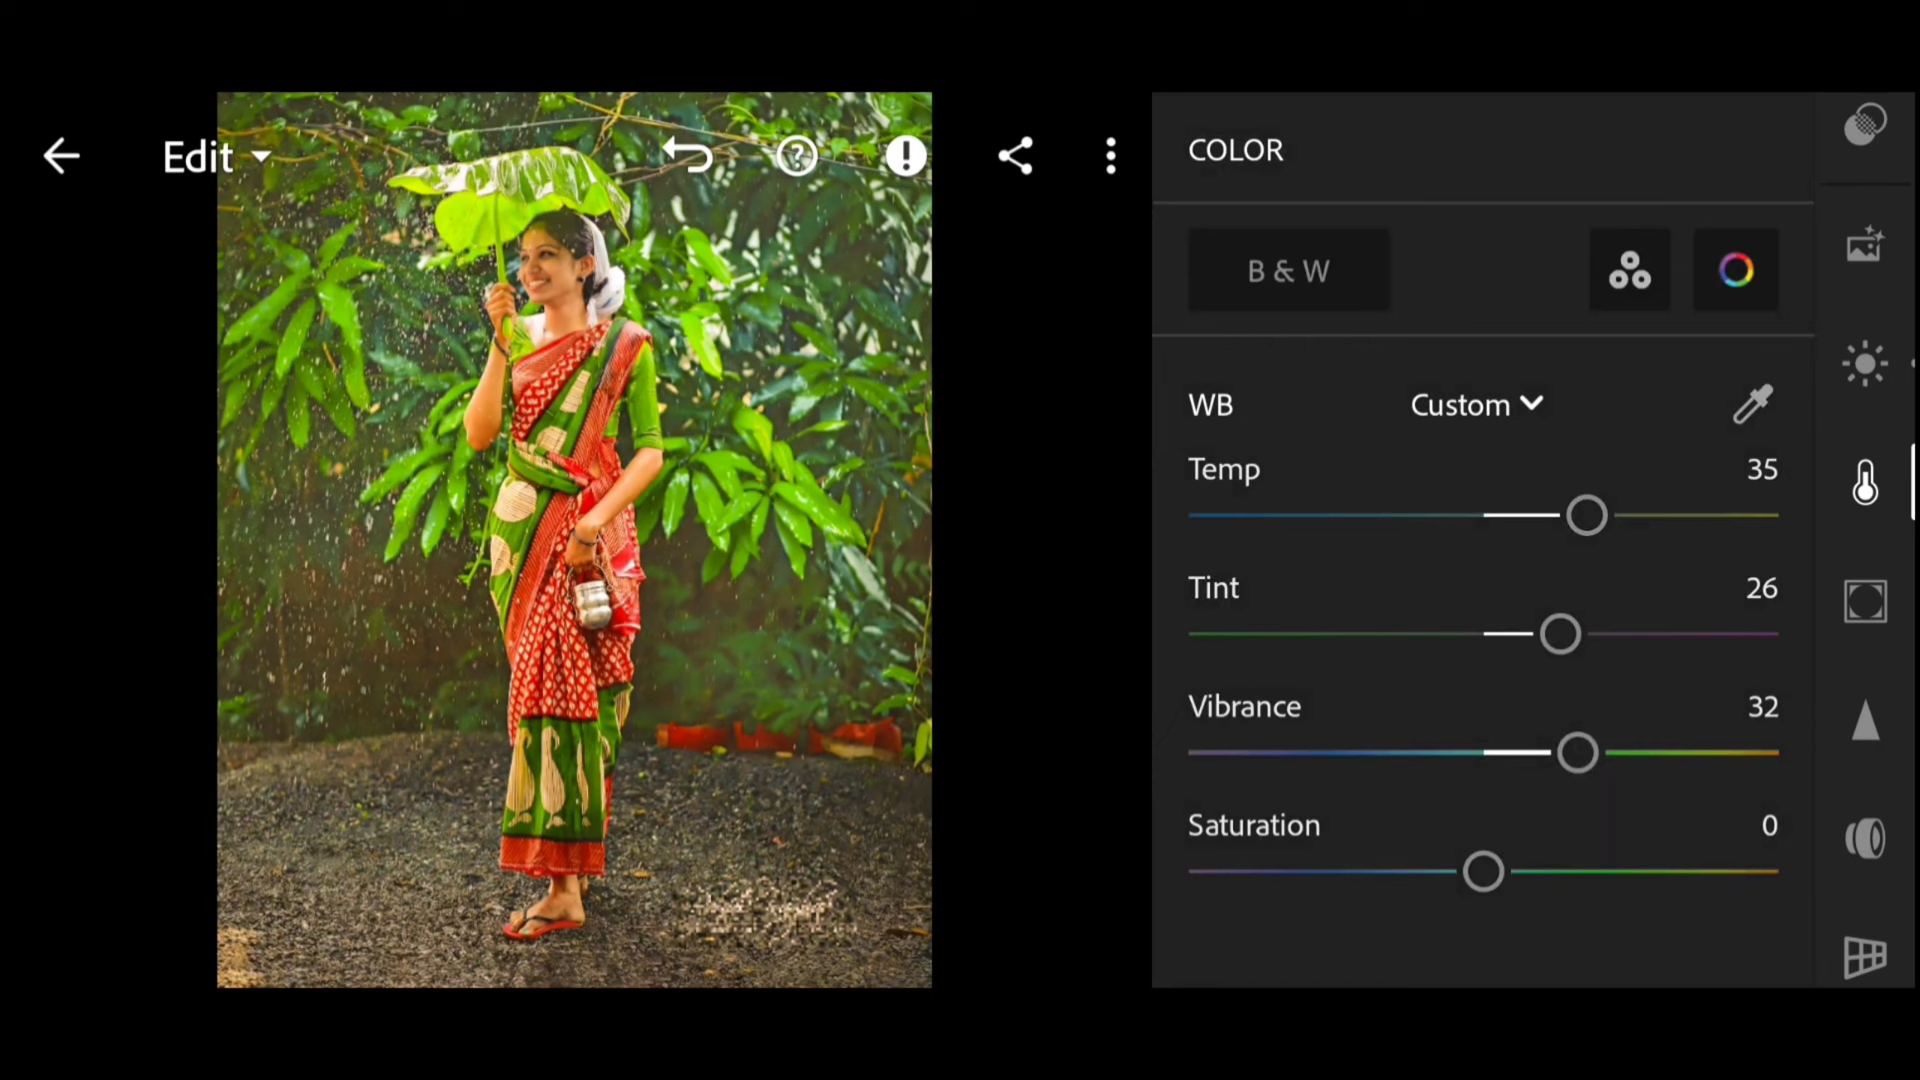 Edit
COLOR
B & W
WB Custom
Temp 35
Tint 26
Vibrance 32
Saturation 0